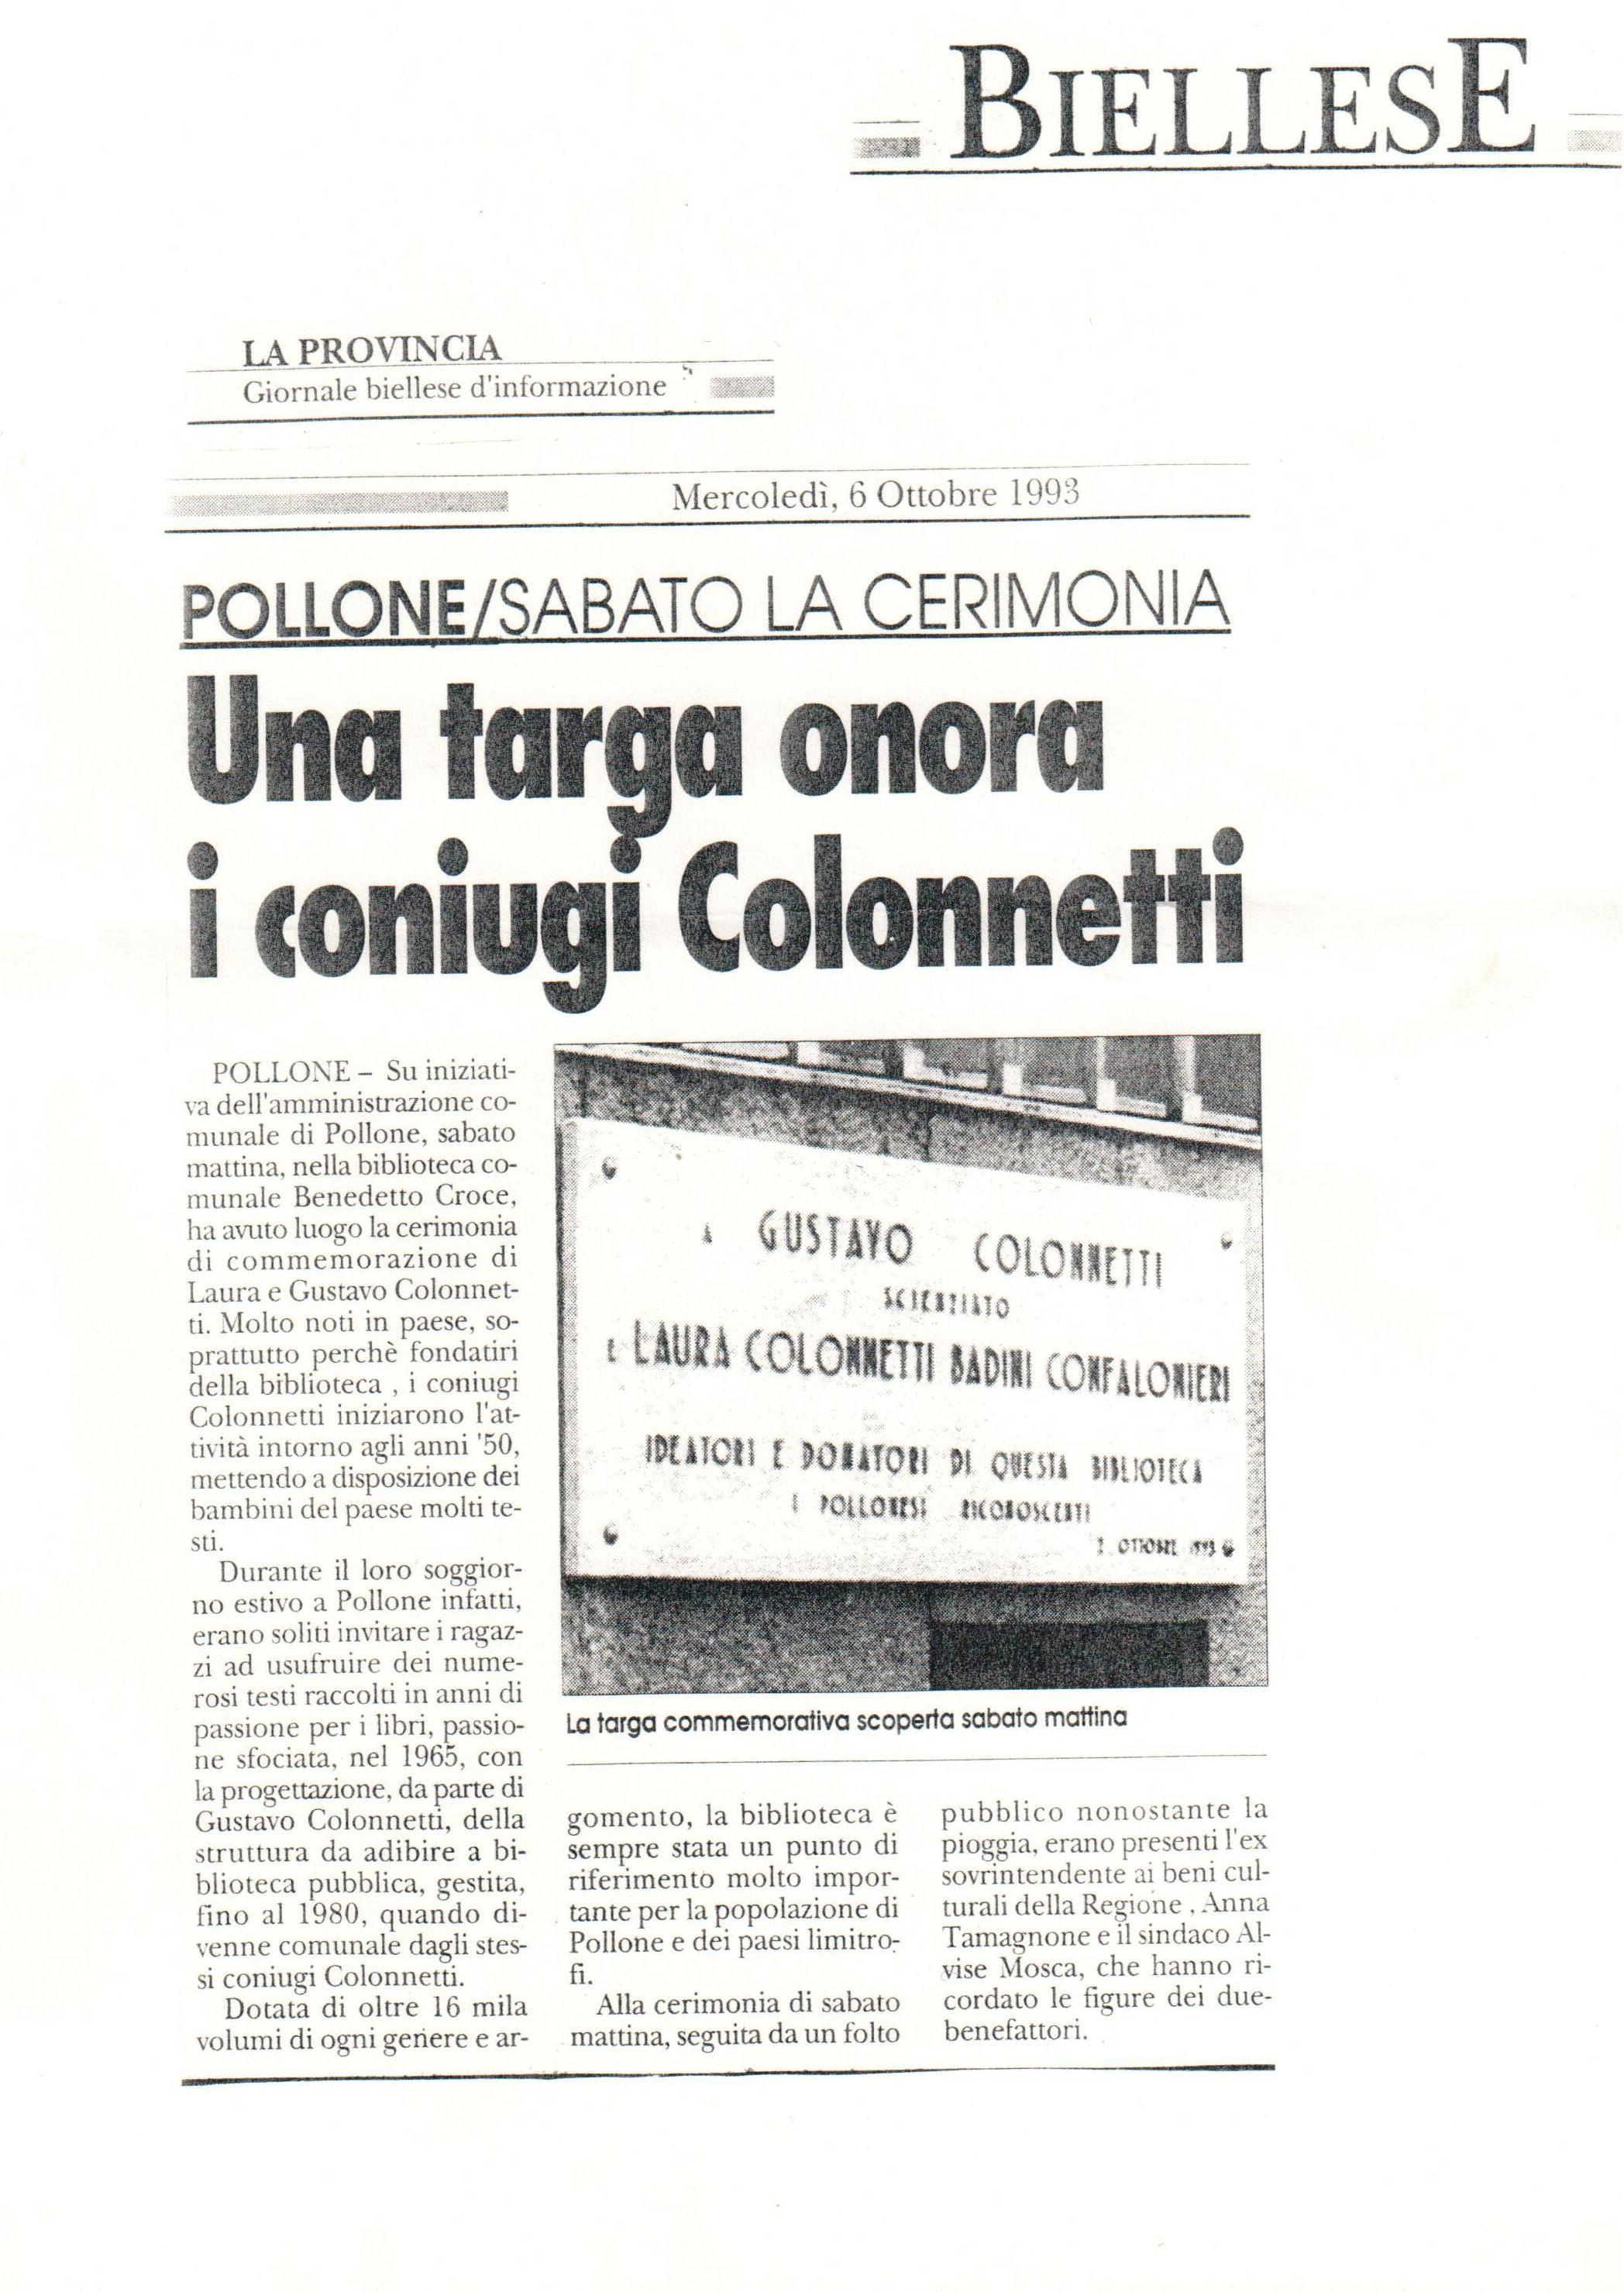 BIELLESE
LA PROVINCIA
Giornale biellese d'informazione
Mercoledì, 6 Ottobre 1993
POLLONE/SABATO LA CERIMONIA
Una targa onora
i coniugi Colonnetti
POLLONE – Su iniziati-
va dell'amministrazione co-
munale di Pollone, sabato
mattina, nella biblioteca co-
munale Benedetto Croce,
ha avuto luogo la cerimonia
di commemorazione di
Laura e Gustavo Colonnet-
ti. Molto noti in paese, so-
prattutto perchè fondatiri
della biblioteca , i coniugi
Colonnetti iniziarono l'at-
tività intorno agli anni '50,
mettendo a disposizione dei
bambini del paese molti te-
sti.
Durante il loro soggior-
no estivo a Pollone infatti,
erano soliti invitare i ragaz-
zi ad usufruire dei nume-
rosi testi raccolti in anni di
passione per i libri, passio-
ne sfociata, nel 1965, con
la progettazione, da parte di
Gustavo Colonnetti, della
struttura da adibire a bi-
blioteca pubblica, gestita,
fino al 1980, quando di-
venne comunale dagli stes-
si coniugi Colonnetti.
Dotata di oltre 16 mila
volumi di ogni genere e ar-
A GUSTAVO COLONNETTI
SCIENZIATO
E LAURA COLONNETTI BADINI CONFALONIERI
IDEATORI E DONATORI DI QUESTA BIBLIOTECA
I POLLONESI RICONOSCENTI
2 OTTOBRE 1993
La targa commemorativa scoperta sabato mattina
gomento, la biblioteca è
sempre stata un punto di
riferimento molto impor-
tante per la popolazione di
Pollone e dei paesi limitro-
fi.
Alla cerimonia di sabato
mattina, seguita da un folto
pubblico nonostante la
pioggia, erano presenti l'ex
sovrintendente ai beni cul-
turali della Regione , Anna
Tamagnone e il sindaco Al-
vise Mosca, che hanno ri-
cordato le figure dei due-
benefattori.